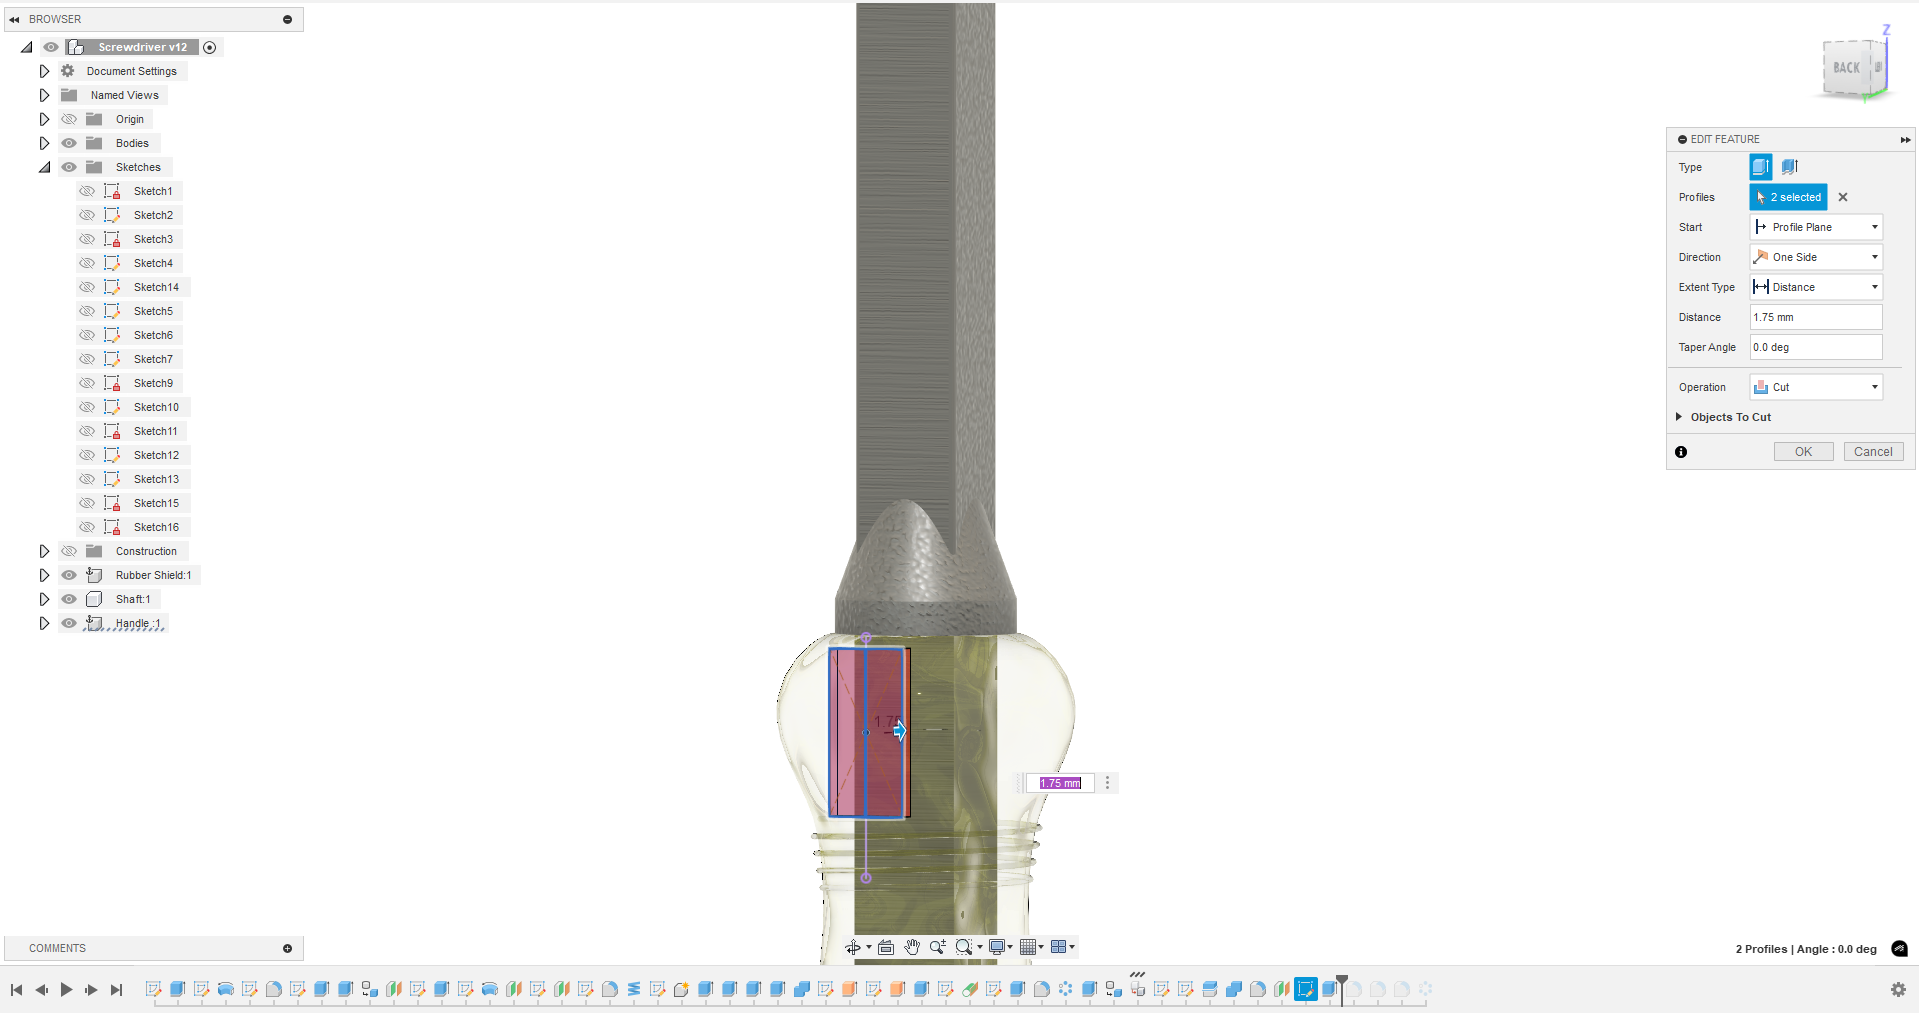 BROWSER
Screwdriver v12
Document Settings
Named Views
Origin
Bodies
Sketches
Sketch1
Sketch2
Sketch3
Sketch4
Sketch14
Sketch5
Sketch6
Sketch7
Sketch9
Sketch10
Sketch11
Sketch12
Sketch13
Sketch15
Sketch16
Construction
Rubber Shield:1
Shaft:1
Handle :1
Z
BACK
EDIT FEATURE
Type
Profiles 2 selected
Start Profile Plane
Direction One Side
Extent Type Distance
Distance 1.75 mm
Taper Angle 0.0 deg
Operation Cut
Objects To Cut
OK Cancel
1.75 mm
COMMENTS
2 Profiles | Angle : 0.0 deg